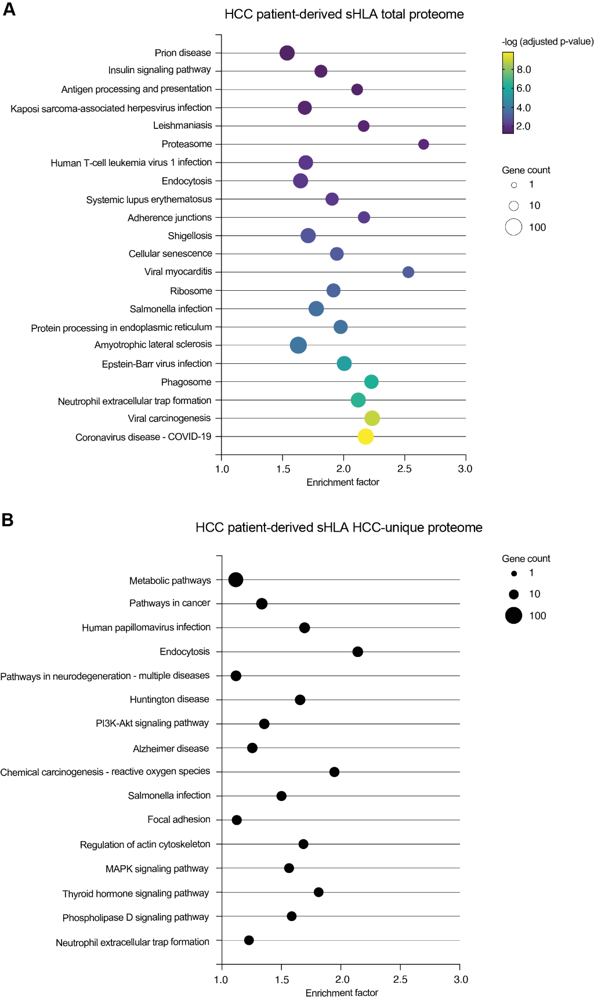 A
HCC patient-derived sHLA total proteome
-log (adjusted p-value)
8.0
6.0
4.0
2.0
Gene count
1
10
100
Prion disease
Insulin signaling pathway
Antigen processing and presentation
Kaposi sarcoma-associated herpesvirus infection
Leishmaniasis
Proteasome
Human T-cell leukemia virus 1 infection
Endocytosis
Systemic lupus erythematosus
Adherence junctions
Shigellosis
Cellular senescence
Viral myocarditis
Ribosome
Salmonella infection
Protein processing in endoplasmic reticulum
Amyotrophic lateral sclerosis
Epstein-Barr virus infection
Phagosome
Neutrophil extracellular trap formation
Viral carcinogenesis
Coronavirus disease - COVID-19
1.0 1.5 2.0 2.5 3.0
Enrichment factor
B
HCC patient-derived sHLA HCC-unique proteome
Gene count
1
10
100
Metabolic pathways
Pathways in cancer
Human papillomavirus infection
Endocytosis
Pathways in neurodegeneration - multiple diseases
Huntington disease
PI3K-Akt signaling pathway
Alzheimer disease
Chemical carcinogenesis - reactive oxygen species
Salmonella infection
Focal adhesion
Regulation of actin cytoskeleton
MAPK signaling pathway
Thyroid hormone signaling pathway
Phospholipase D signaling pathway
Neutrophil extracellular trap formation
1.0 1.5 2.0 2.5 3.0
Enrichment factor